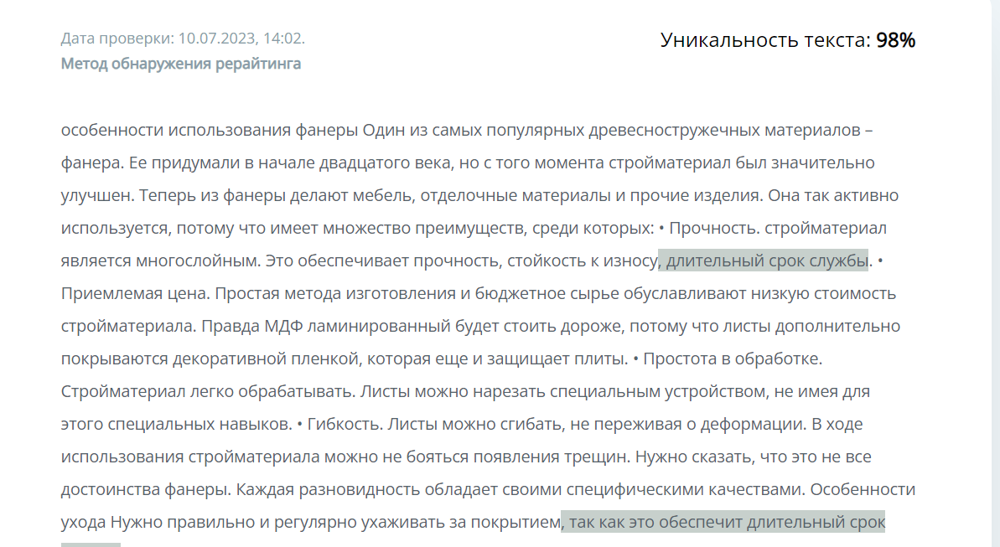 Дата проверки: 10.07.2023, 14:02.
Уникальность текста: 98%
Метод обнаружения рерайтинга
особенности использования фанеры Один из самых популярных древесностружечных материалов –
фанера. Ее придумали в начале двадцатого века, но с того момента стройматериал был значительно
улучшен. Теперь из фанеры делают мебель, отделочные материалы и прочие изделия. Она так активно
используется, потому что имеет множество преимуществ, среди которых: • Прочность. стройматериал
является многослойным. Это обеспечивает прочность, стойкость к износу, длительный срок службы. •
Приемлемая цена. Простая метода изготовления и бюджетное сырье обуславливают низкую стоимость
стройматериала. Правда МДФ ламинированный будет стоить дороже, потому что листы дополнительно
покрываются декоративной пленкой, которая еще и защищает плиты. • Простота в обработке.
Стройматериал легко обрабатывать. Листы можно нарезать специальным устройством, не имея для
этого специальных навыков. • Гибкость. Листы можно сгибать, не переживая о деформации. В ходе
использования стройматериала можно не бояться появления трещин. Нужно сказать, что это не все
достоинства фанеры. Каждая разновидность обладает своими специфическими качествами. Особенности
ухода Нужно правильно и регулярно ухаживать за покрытием, так как это обеспечит длительный срок